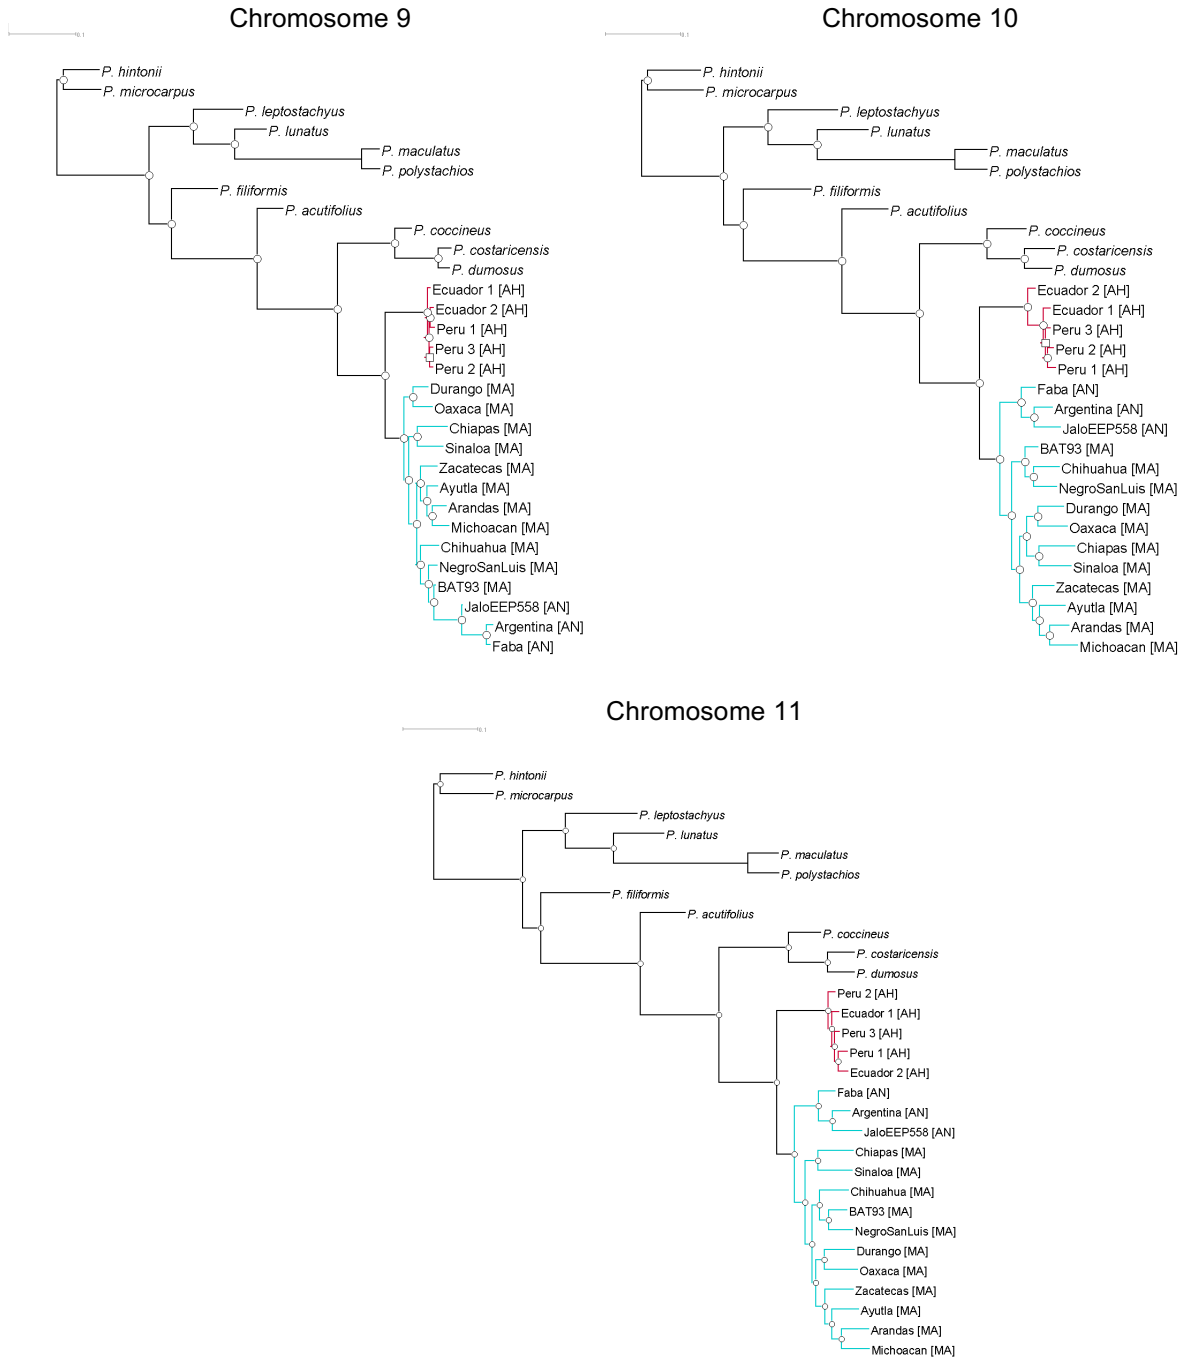 Chromosome 9
0.1
P. hintonii
P. microcarpus
P. leptostachyus
P. lunatus
P. maculatus
P. polystachios
P. filiformis
P. acutifolius
P. coccineus
P. costaricensis
P. dumosus
Ecuador 1 [AH]
Ecuador 2 [AH]
Peru 1 [AH]
Peru 3 [AH]
Peru 2 [AH]
Durango [MA]
Oaxaca [MA]
Chiapas [MA]
Sinaloa [MA]
Zacatecas [MA]
Ayutla [MA]
Arandas [MA]
Michoacan [MA]
Chihuahua [MA]
NegroSanLuis [MA]
BAT93 [MA]
JaloEEP558 [AN]
Argentina [AN]
Faba [AN]
Chromosome 10
0.1
P. hintonii
P. microcarpus
P. leptostachyus
P. lunatus
P. maculatus
P. polystachios
P. filiformis
P. acutifolius
P. coccineus
P. costaricensis
P. dumosus
Ecuador 2 [AH]
Ecuador 1 [AH]
Peru 3 [AH]
Peru 2 [AH]
Peru 1 [AH]
Faba [AN]
Argentina [AN]
JaloEEP558 [AN]
BAT93 [MA]
Chihuahua [MA]
NegroSanLuis [MA]
Durango [MA]
Oaxaca [MA]
Chiapas [MA]
Sinaloa [MA]
Zacatecas [MA]
Ayutla [MA]
Arandas [MA]
Michoacan [MA]
Chromosome 11
0.1
P. hintonii
P. microcarpus
P. leptostachyus
P. lunatus
P. maculatus
P. polystachios
P. filiformis
P. acutifolius
P. coccineus
P. costaricensis
P. dumosus
Peru 2 [AH]
Ecuador 1 [AH]
Peru 3 [AH]
Peru 1 [AH]
Ecuador 2 [AH]
Faba [AN]
Argentina [AN]
JaloEEP558 [AN]
Chiapas [MA]
Sinaloa [MA]
Chihuahua [MA]
BAT93 [MA]
NegroSanLuis [MA]
Durango [MA]
Oaxaca [MA]
Zacatecas [MA]
Ayutla [MA]
Arandas [MA]
Michoacan [MA]